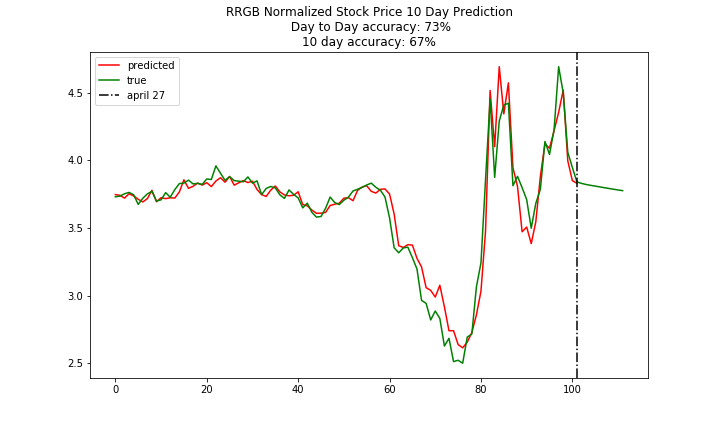 RRGB Normalized Stock Price 10 Day Prediction
Day to Day accuracy: 73%
10 day accuracy: 67%
predicted
true
april 27
4.5
4.0
3.5
3.0
2.5
0 20 40 60 80 100